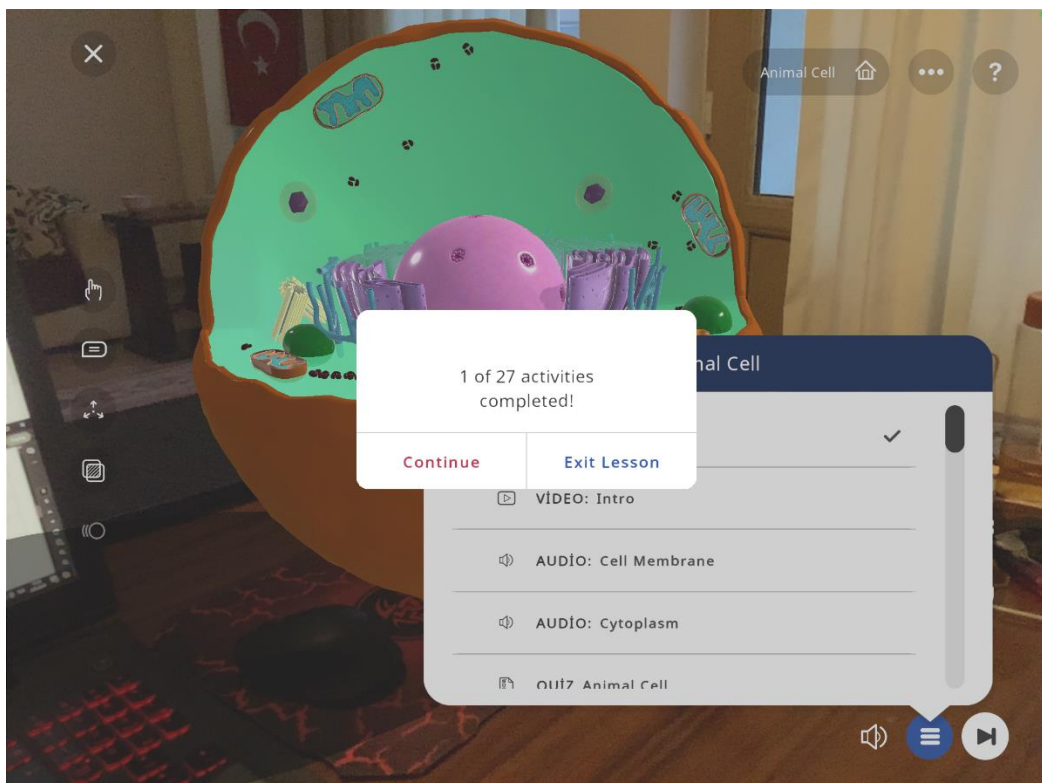 Animal Cell
?
1 of 27 activities
completed!
nal Cell
Continue
Exit Lesson
VİDEO: Intro
AUDİO: Cell Membrane
AUDİO: Cytoplasm
QUİZ Animal Cell